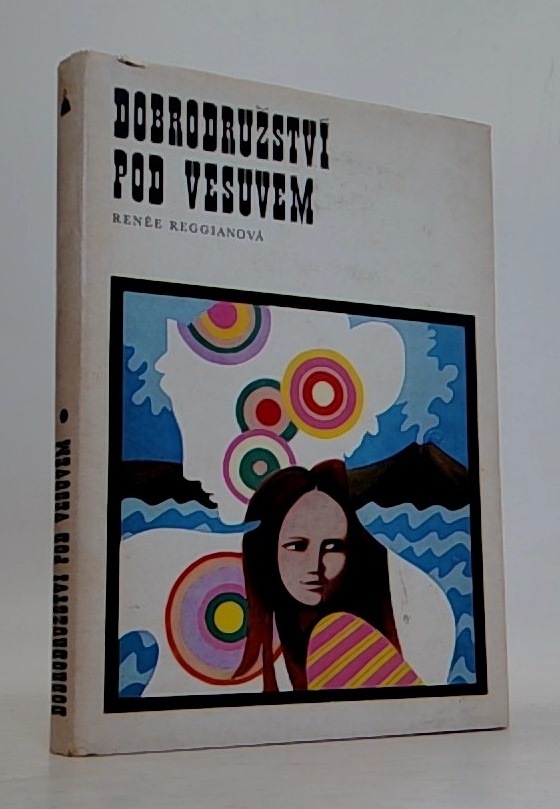 DOBRODRUŽSTVÍ
POD VESUVEM
RENÉE REGGIANOVÁ
DOBRODRUŽSTVÍ POD VESUVEM